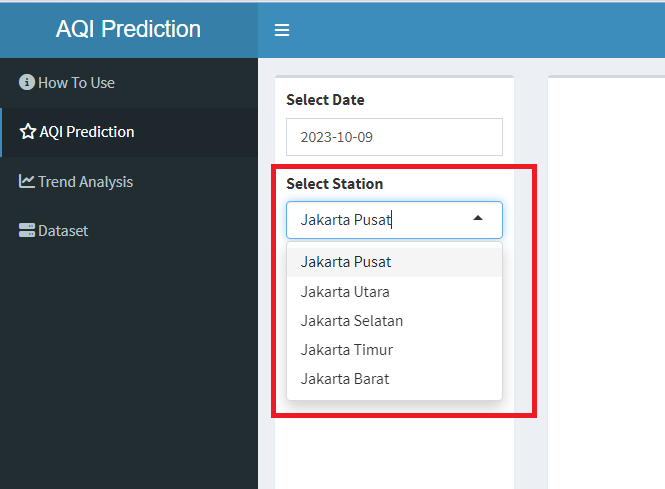 AQI Prediction
How To Use
AQI Prediction
Trend Analysis
Dataset
Select Date
2023-10-09
Select Station
Jakarta Pusat
Jakarta Pusat
Jakarta Utara
Jakarta Selatan
Jakarta Timur
Jakarta Barat